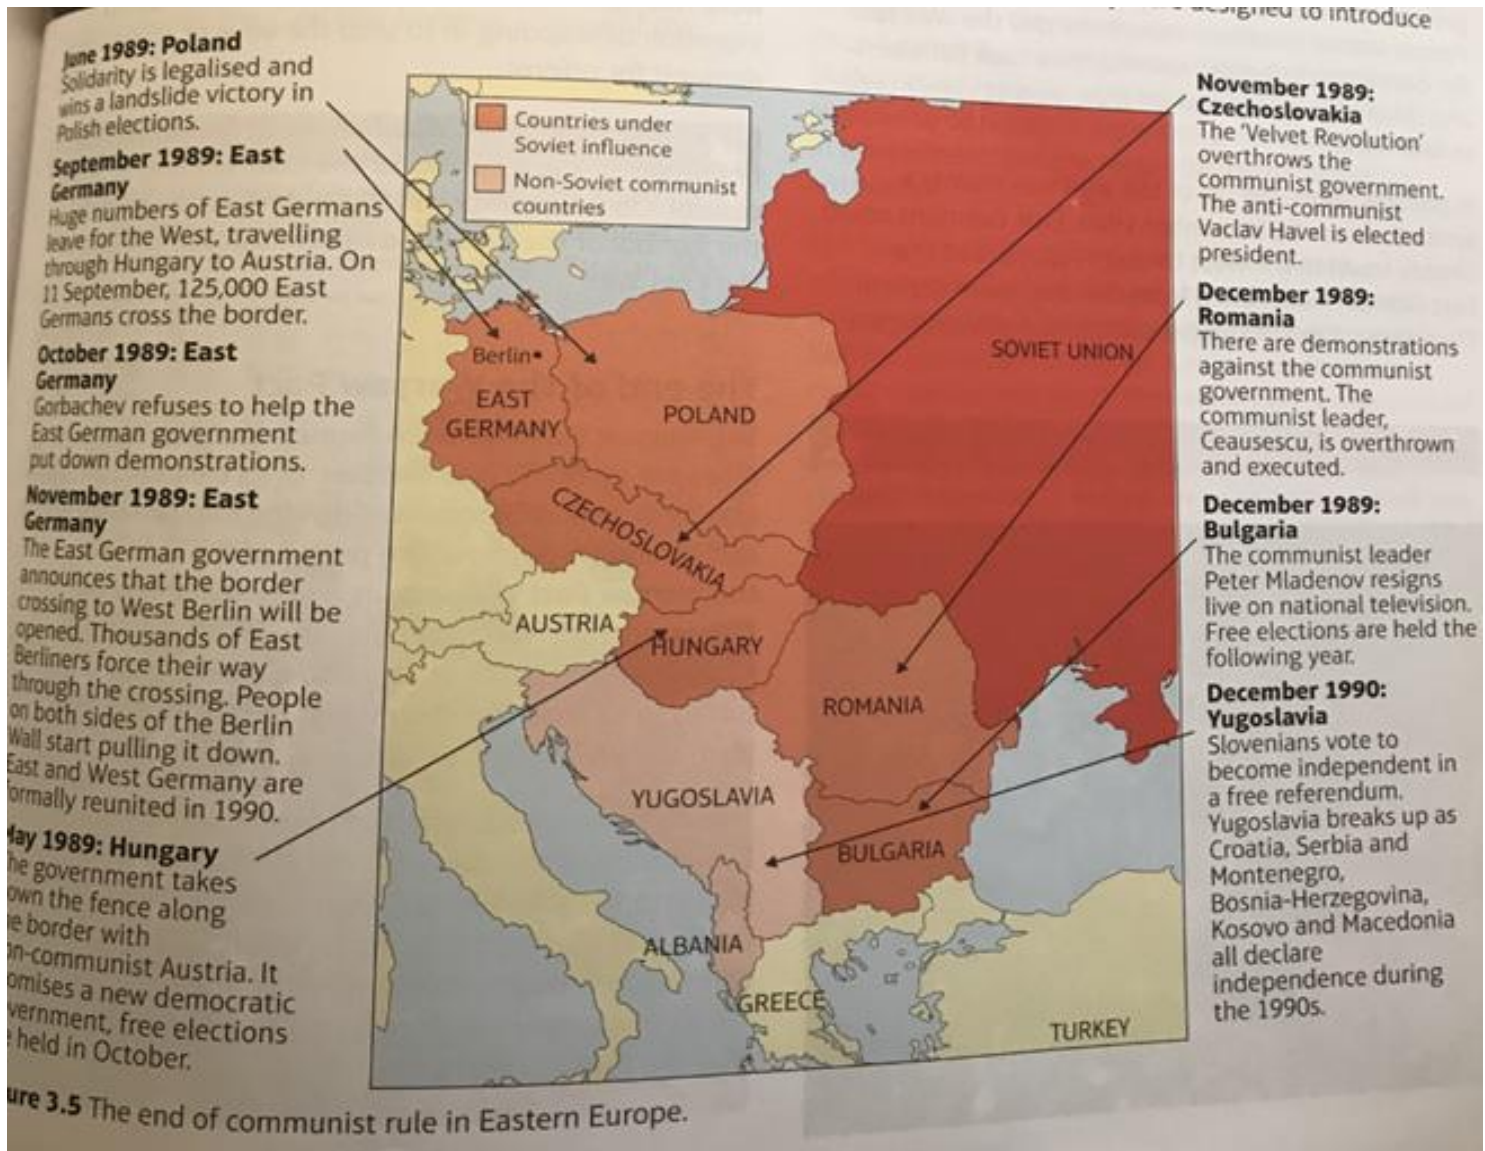 designed to introduce
June 1989: Poland
Solidarity is legalised and
wins a landslide victory in
Polish elections.
September 1989: East
Germany
Huge numbers of East Germans
leave for the West, travelling
through Hungary to Austria. On
11 September, 125,000 East
Germans cross the border.
October 1989: East
Germany
Gorbachev refuses to help the
East German government
put down demonstrations.
November 1989: East
Germany
The East German government
announces that the border
crossing to West Berlin will be
opened. Thousands of East
Berliners force their way
through the crossing. People
on both sides of the Berlin
Wall start pulling it down.
East and West Germany are
formally reunited in 1990.
May 1989: Hungary
The government takes
own the fence along
e border with
on-communist Austria. It
omises a new democratic
vernment, free elections
held in October.
Countries under
Soviet influence
Non-Soviet communist
countries
SOVIET UNION
Berlin
EAST
GERMANY
POLAND
CZECHOSLOVAKIA
AUSTRIA
HUNGARY
ROMANIA
YUGOSLAVIA
BULGARIA
ALBANIA
GREECE
TURKEY
November 1989:
Czechoslovakia
The 'Velvet Revolution'
overthrows the
communist government.
The anti-communist
Vaclav Havel is elected
president.
December 1989:
Romania
There are demonstrations
against the communist
government. The
communist leader,
Ceausescu, is overthrown
and executed.
December 1989:
Bulgaria
The communist leader
Peter Mladenov resigns
live on national television.
Free elections are held the
following year.
December 1990:
Yugoslavia
Slovenians vote to
become independent in
a free referendum.
Yugoslavia breaks up as
Croatia, Serbia and
Montenegro,
Bosnia-Herzegovina,
Kosovo and Macedonia
all declare
independence during
the 1990s.
ure 3.5 The end of communist rule in Eastern Europe.